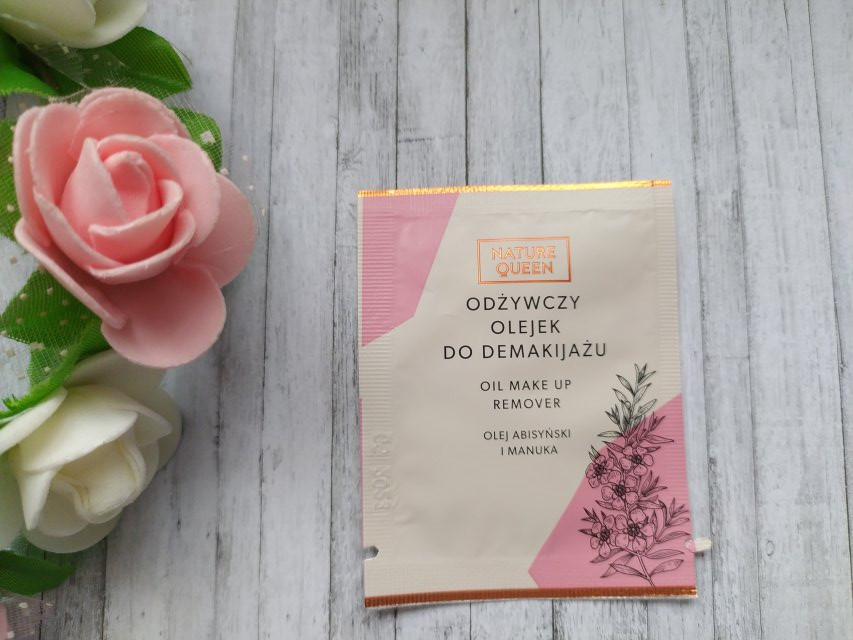 NATURE
QUEEN
ODŻYWCZY
OLEJEK
DO DEMAKIJAŻU
OIL MAKE UP
REMOVER
OLEJ ABISYŃSKI
I MANUKA